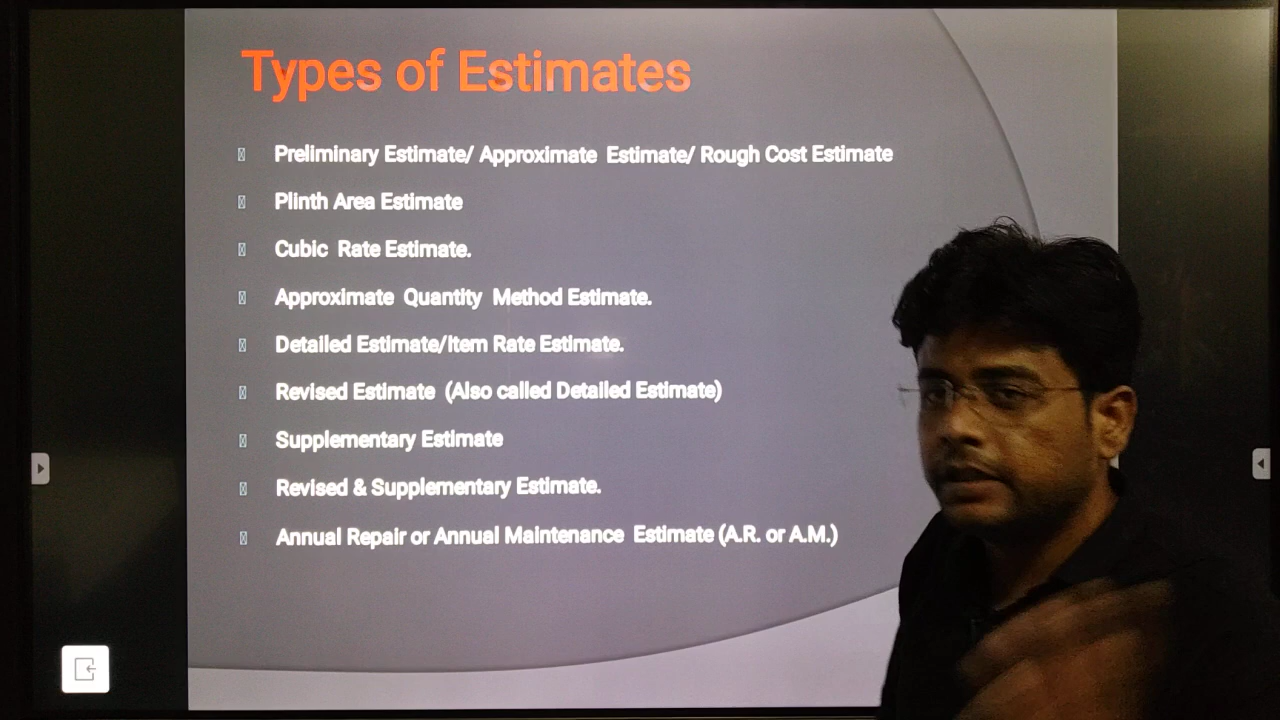 Types of Estimates
Preliminary Estimate/ Approximate Estimate/ Rough Cost Estimate
Plinth Area Estimate
Cubic Rate Estimate.
Approximate Quantity Method Estimate.
Detailed Estimate/Item Rate Estimate.
Revised Estimate (Also called Detailed Estimate)
Supplementary Estimate
Revised & Supplementary Estimate.
Annual Repair or Annual Maintenance Estimate (A.R. or A.M.)